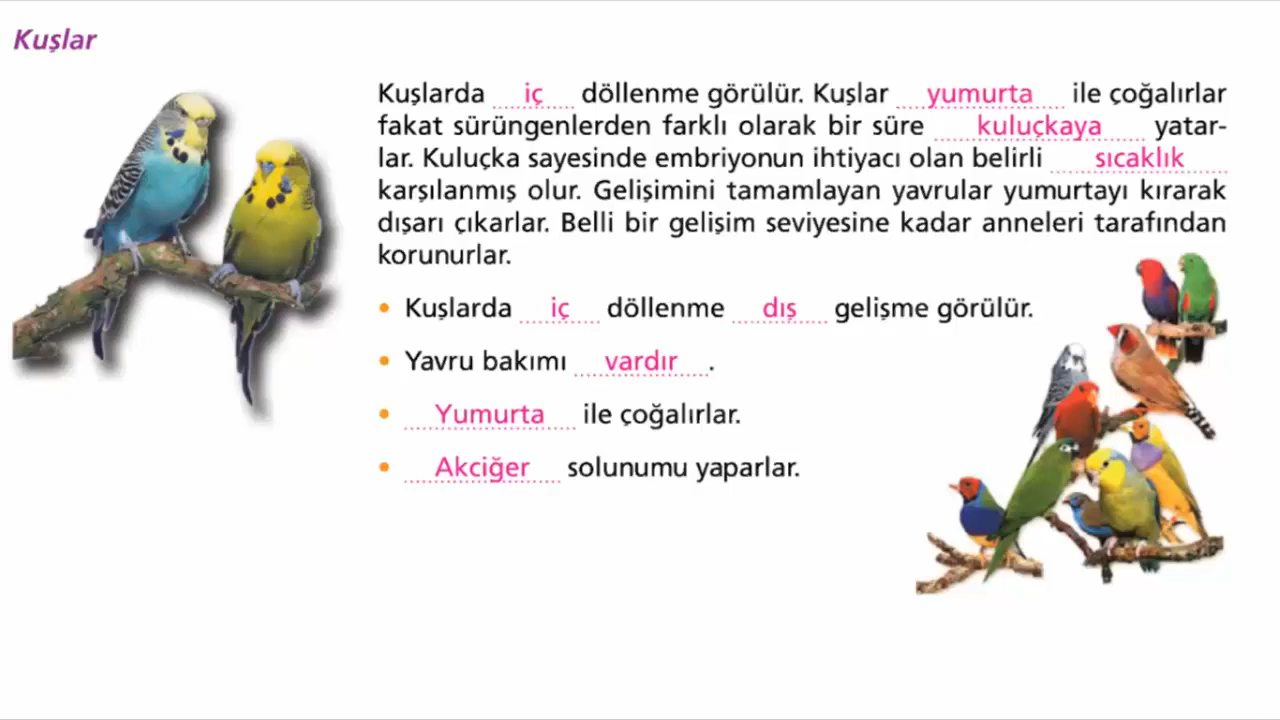 Kuşlar
Kuşlarda iç döllenme görülür. Kuşlar yumurta ile çoğalırlar
fakat sürüngenlerden farklı olarak bir süre kuluçkaya yatar-
lar. Kuluçka sayesinde embriyonun ihtiyacı olan belirli sıcaklık
karşılanmış olur. Gelişimini tamamlayan yavrular yumurtayı kırarak
dışarı çıkarlar. Belli bir gelişim seviyesine kadar anneleri tarafından
korunurlar.
• Kuşlarda iç döllenme dış gelişme görülür.
• Yavru bakımı vardır .
• Yumurta ile çoğalırlar.
• Akciğer solunumu yaparlar.